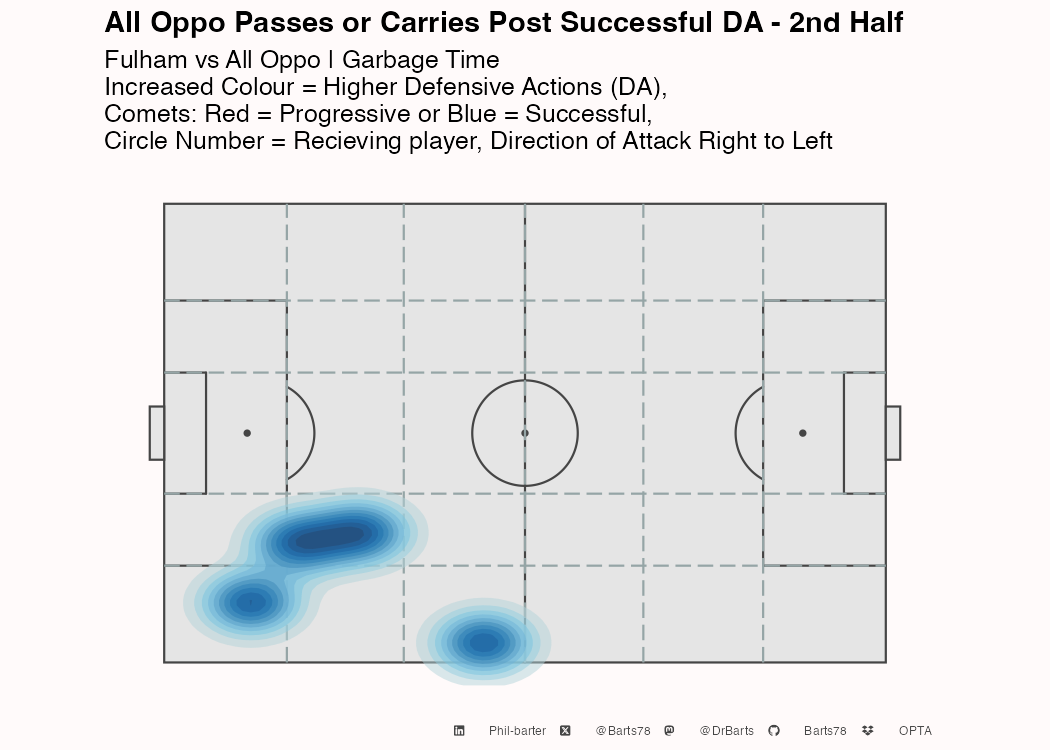 All Oppo Passes or Carries Post Successful DA - 2nd Half
Fulham vs All Oppo | Garbage Time
Increased Colour = Higher Defensive Actions (DA),
Comets: Red = Progressive or Blue = Successful,
Circle Number = Recieving player, Direction of Attack Right to Left
Phil-barter @Barts78 @DrBarts Barts78 OPTA